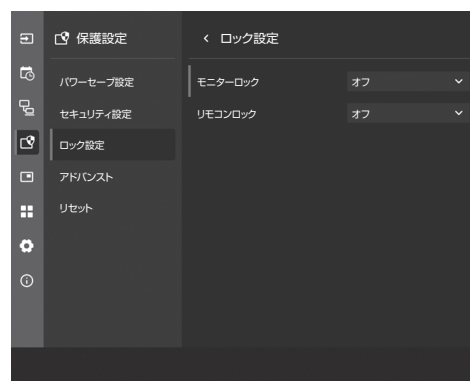 保護設定
パワーセーブ設定
セキュリティ設定
ロック設定
アドバンスト
リセット
< ロック設定
モニターロック オフ
リモコンロック オフ